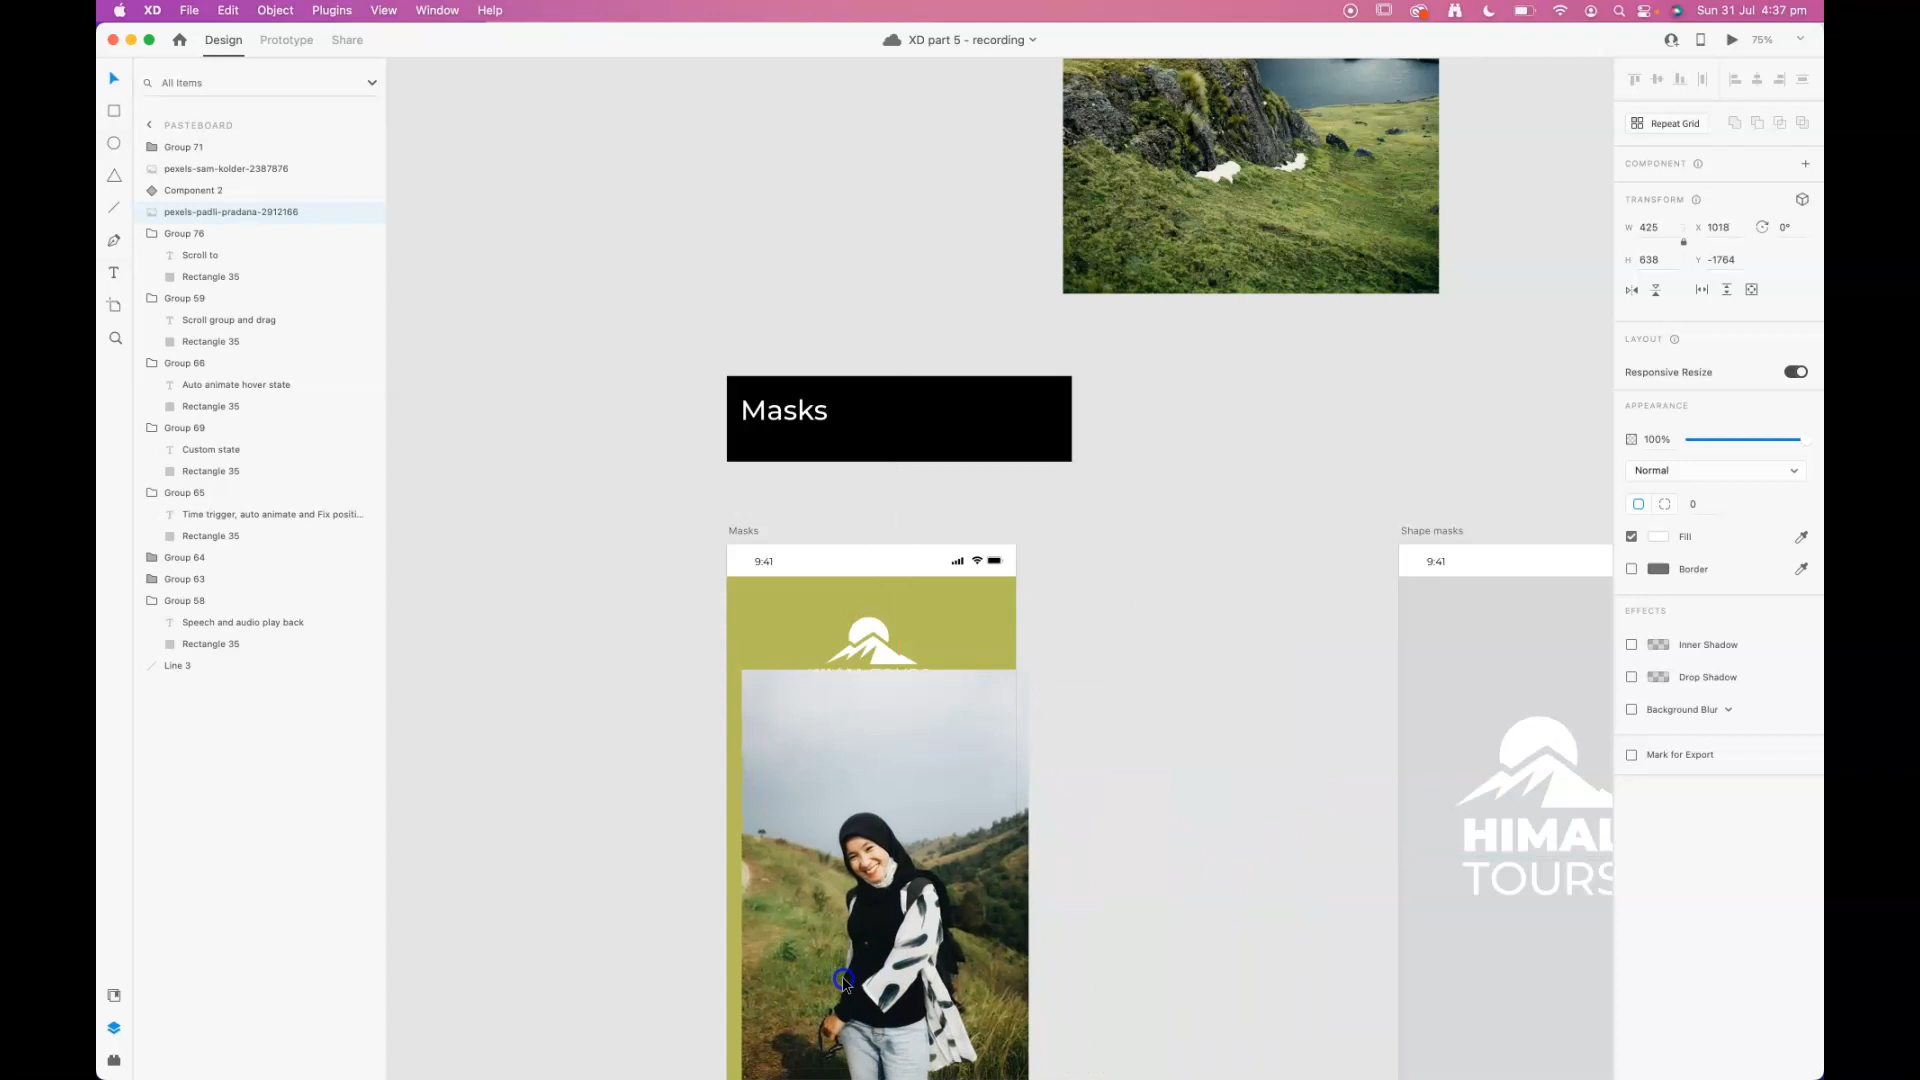 XD File Edit Object Plugins View Window Help
Sun 31 Jul 4:37 pm
Design Prototype Share
XD part 5 - recording
75%
All Items
PASTEBOARD
Group 71
pexels-sam-kolder-2387876
Component 2
pexels-padli-pradana-2912166
Group 76
Scroll to
Rectangle 35
Group 59
Scroll group and drag
Rectangle 35
Group 66
Auto animate hover state
Rectangle 35
Group 69
Custom state
Rectangle 35
Group 65
Time trigger, auto animate and Fix positi...
Rectangle 35
Group 64
Group 63
Group 58
Speech and audio play back
Rectangle 35
Line 3
Masks
Masks
9:41
Shape masks
9:41
HIMAL
TOURS
Repeat Grid
COMPONENT
TRANSFORM
W 425 X 1018 0°
H 638 Y -1764
LAYOUT
Responsive Resize
APPEARANCE
100%
Normal
0
Fill
Border
EFFECTS
Inner Shadow
Drop Shadow
Background Blur
Mark for Export